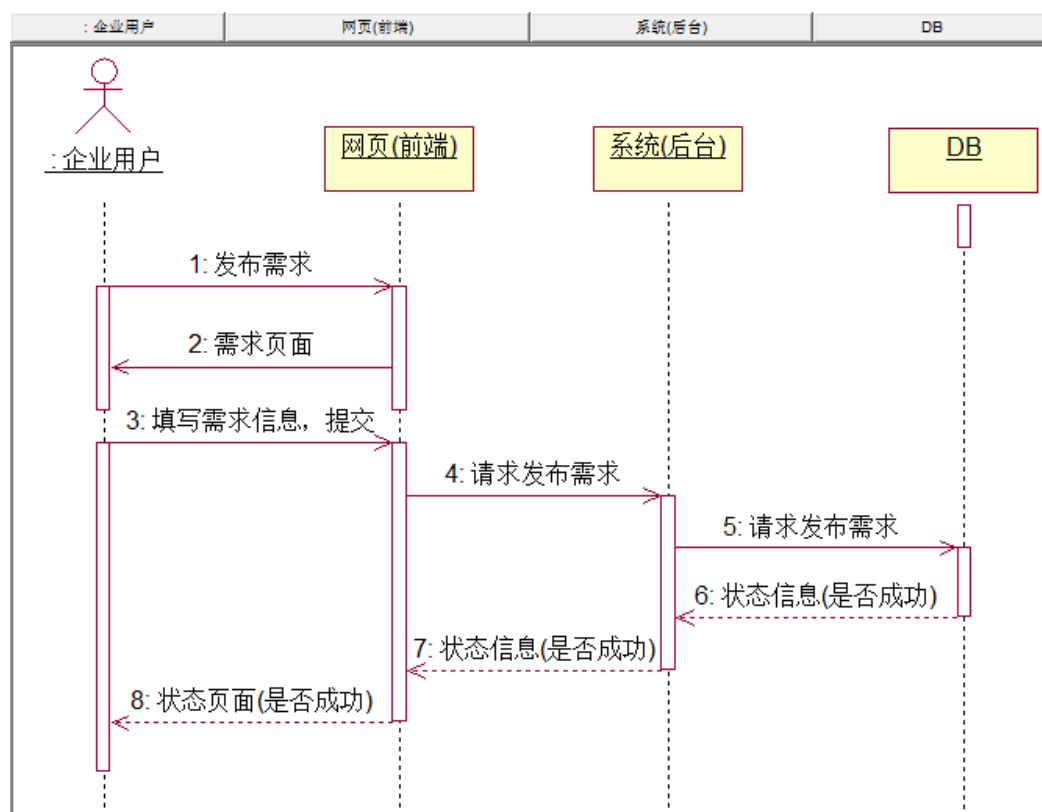 : 企业用户
网页(前端)
系统(后台)
DB
: 企业用户
网页(前端)
系统(后台)
DB
1: 发布需求
2: 需求页面
3: 填写需求信息，提交
4: 请求发布需求
5: 请求发布需求
6: 状态信息(是否成功)
7: 状态信息(是否成功)
8: 状态页面(是否成功)